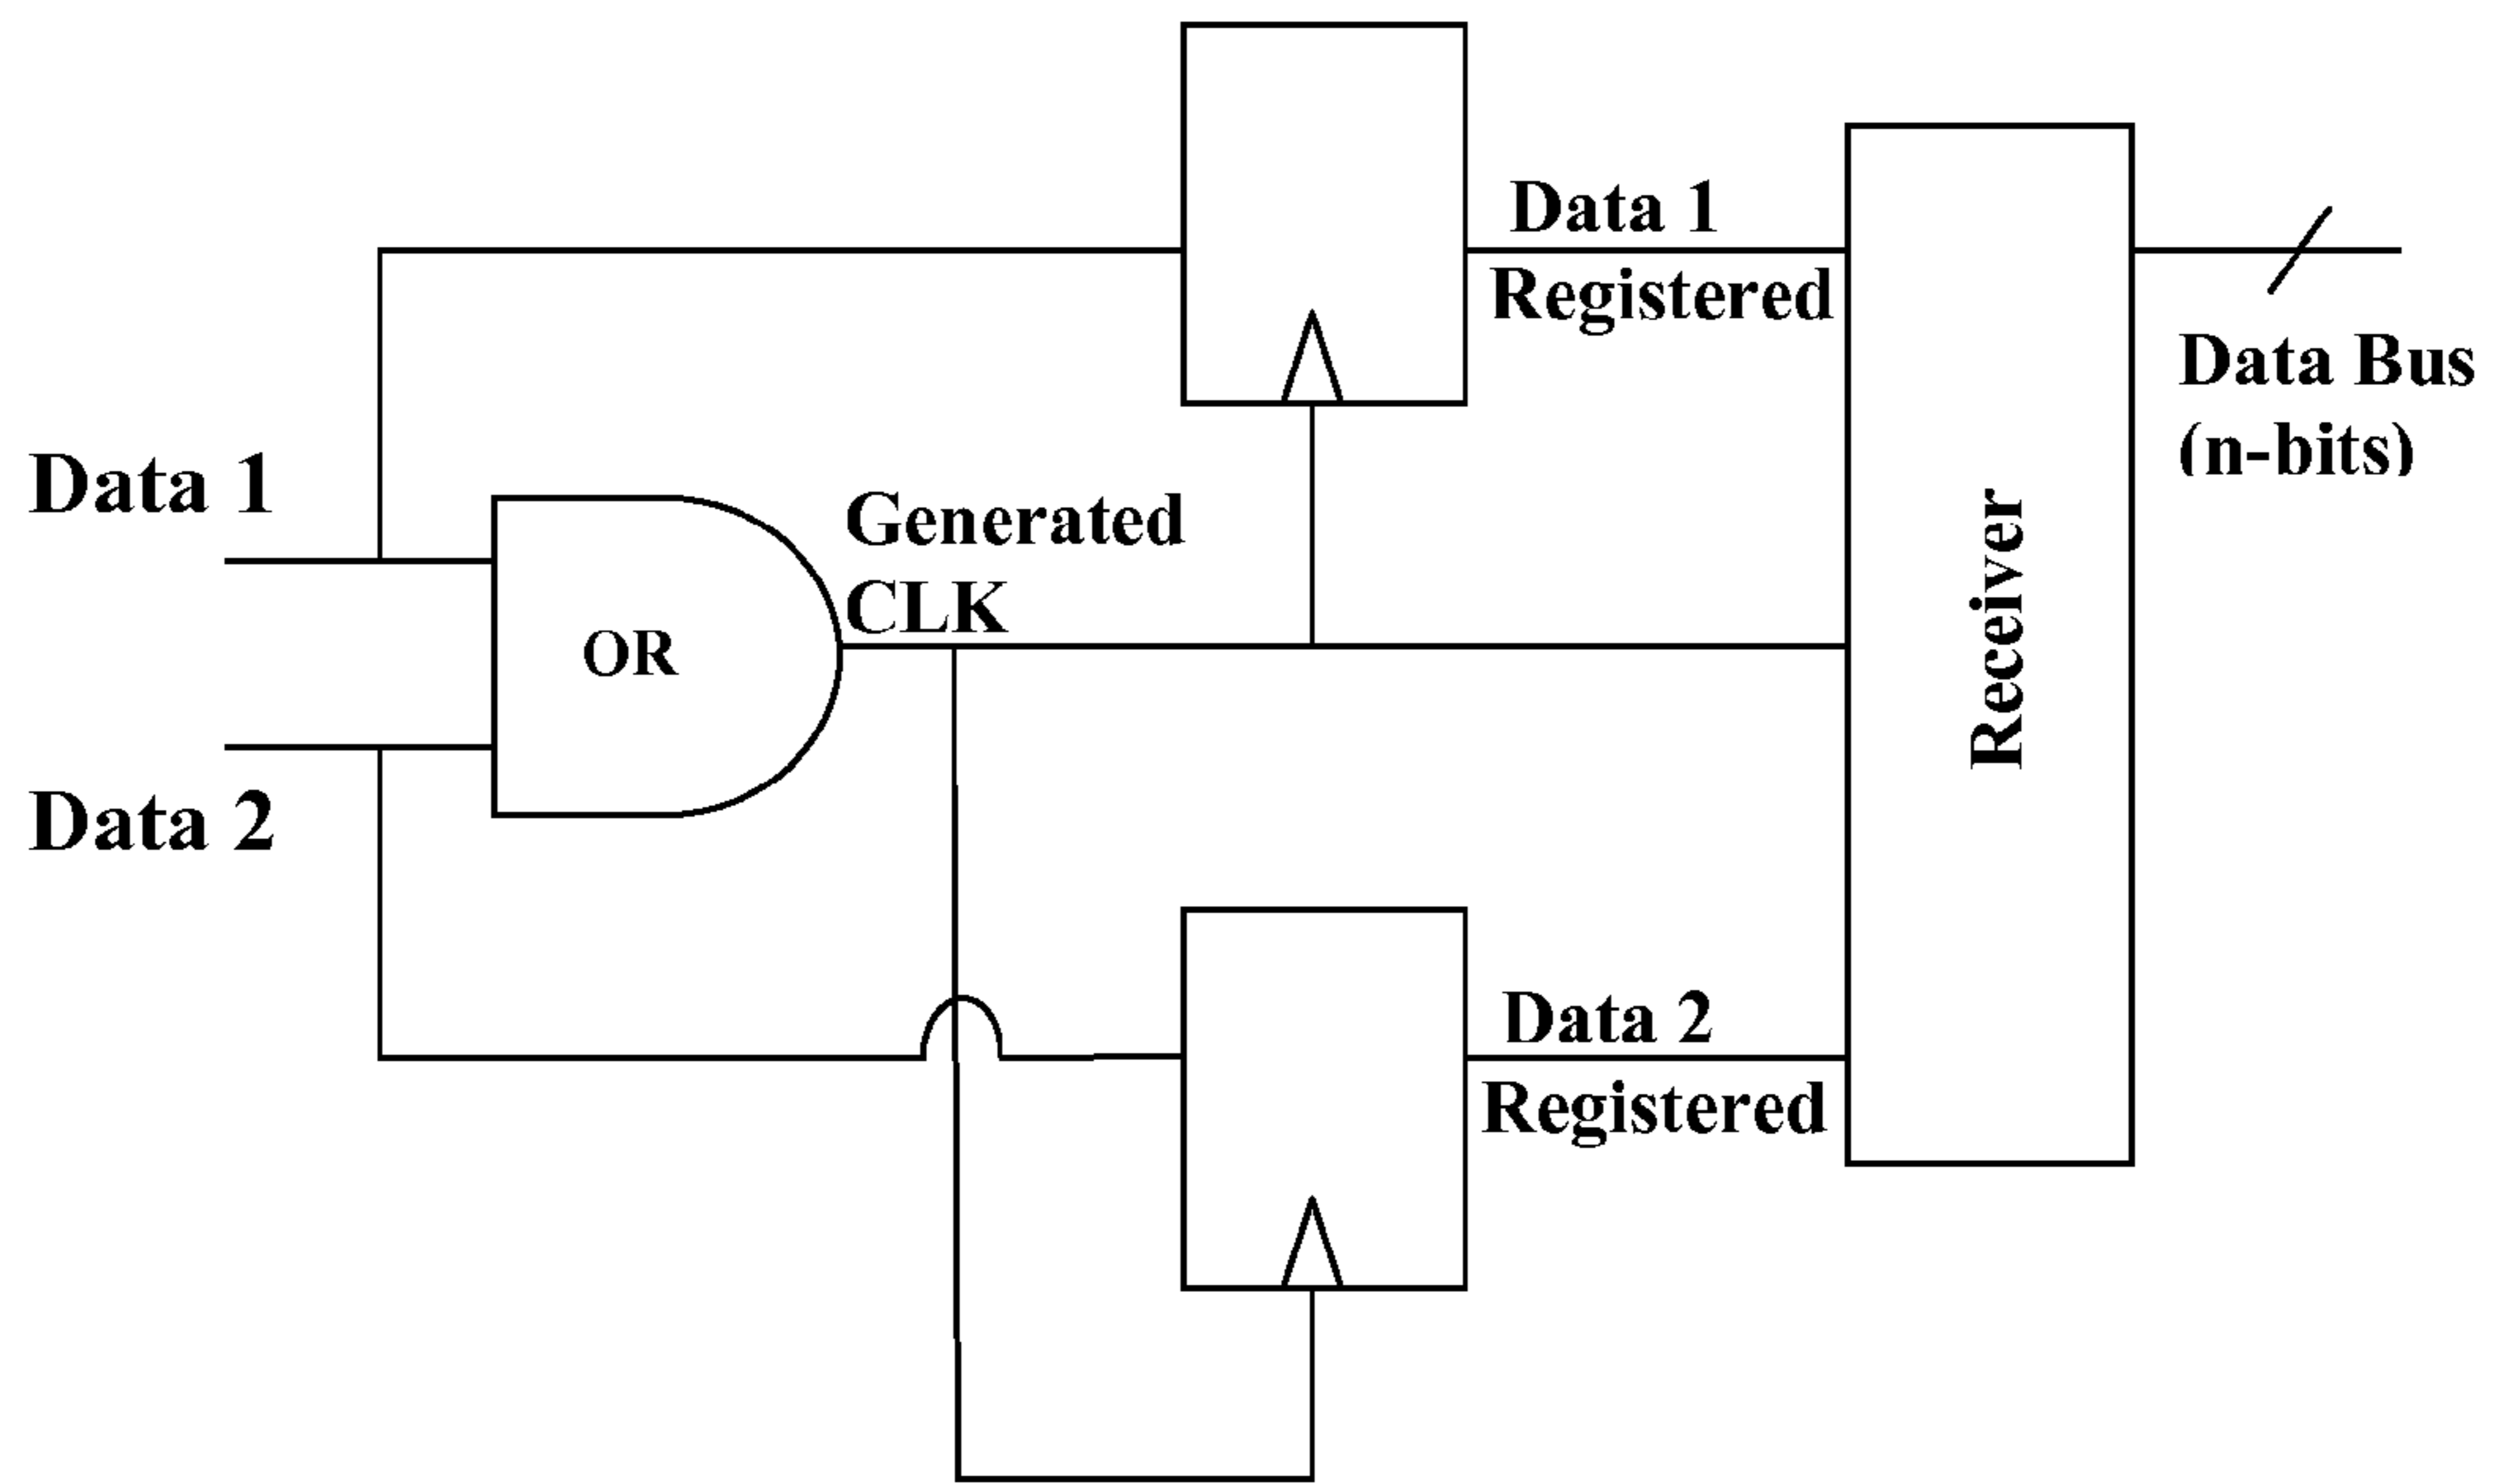 Data 1
Registered
Data Bus
(n-bits)
Data 1
Generated
CLK
OR
Receiver
Data 2
Data 2
Registered